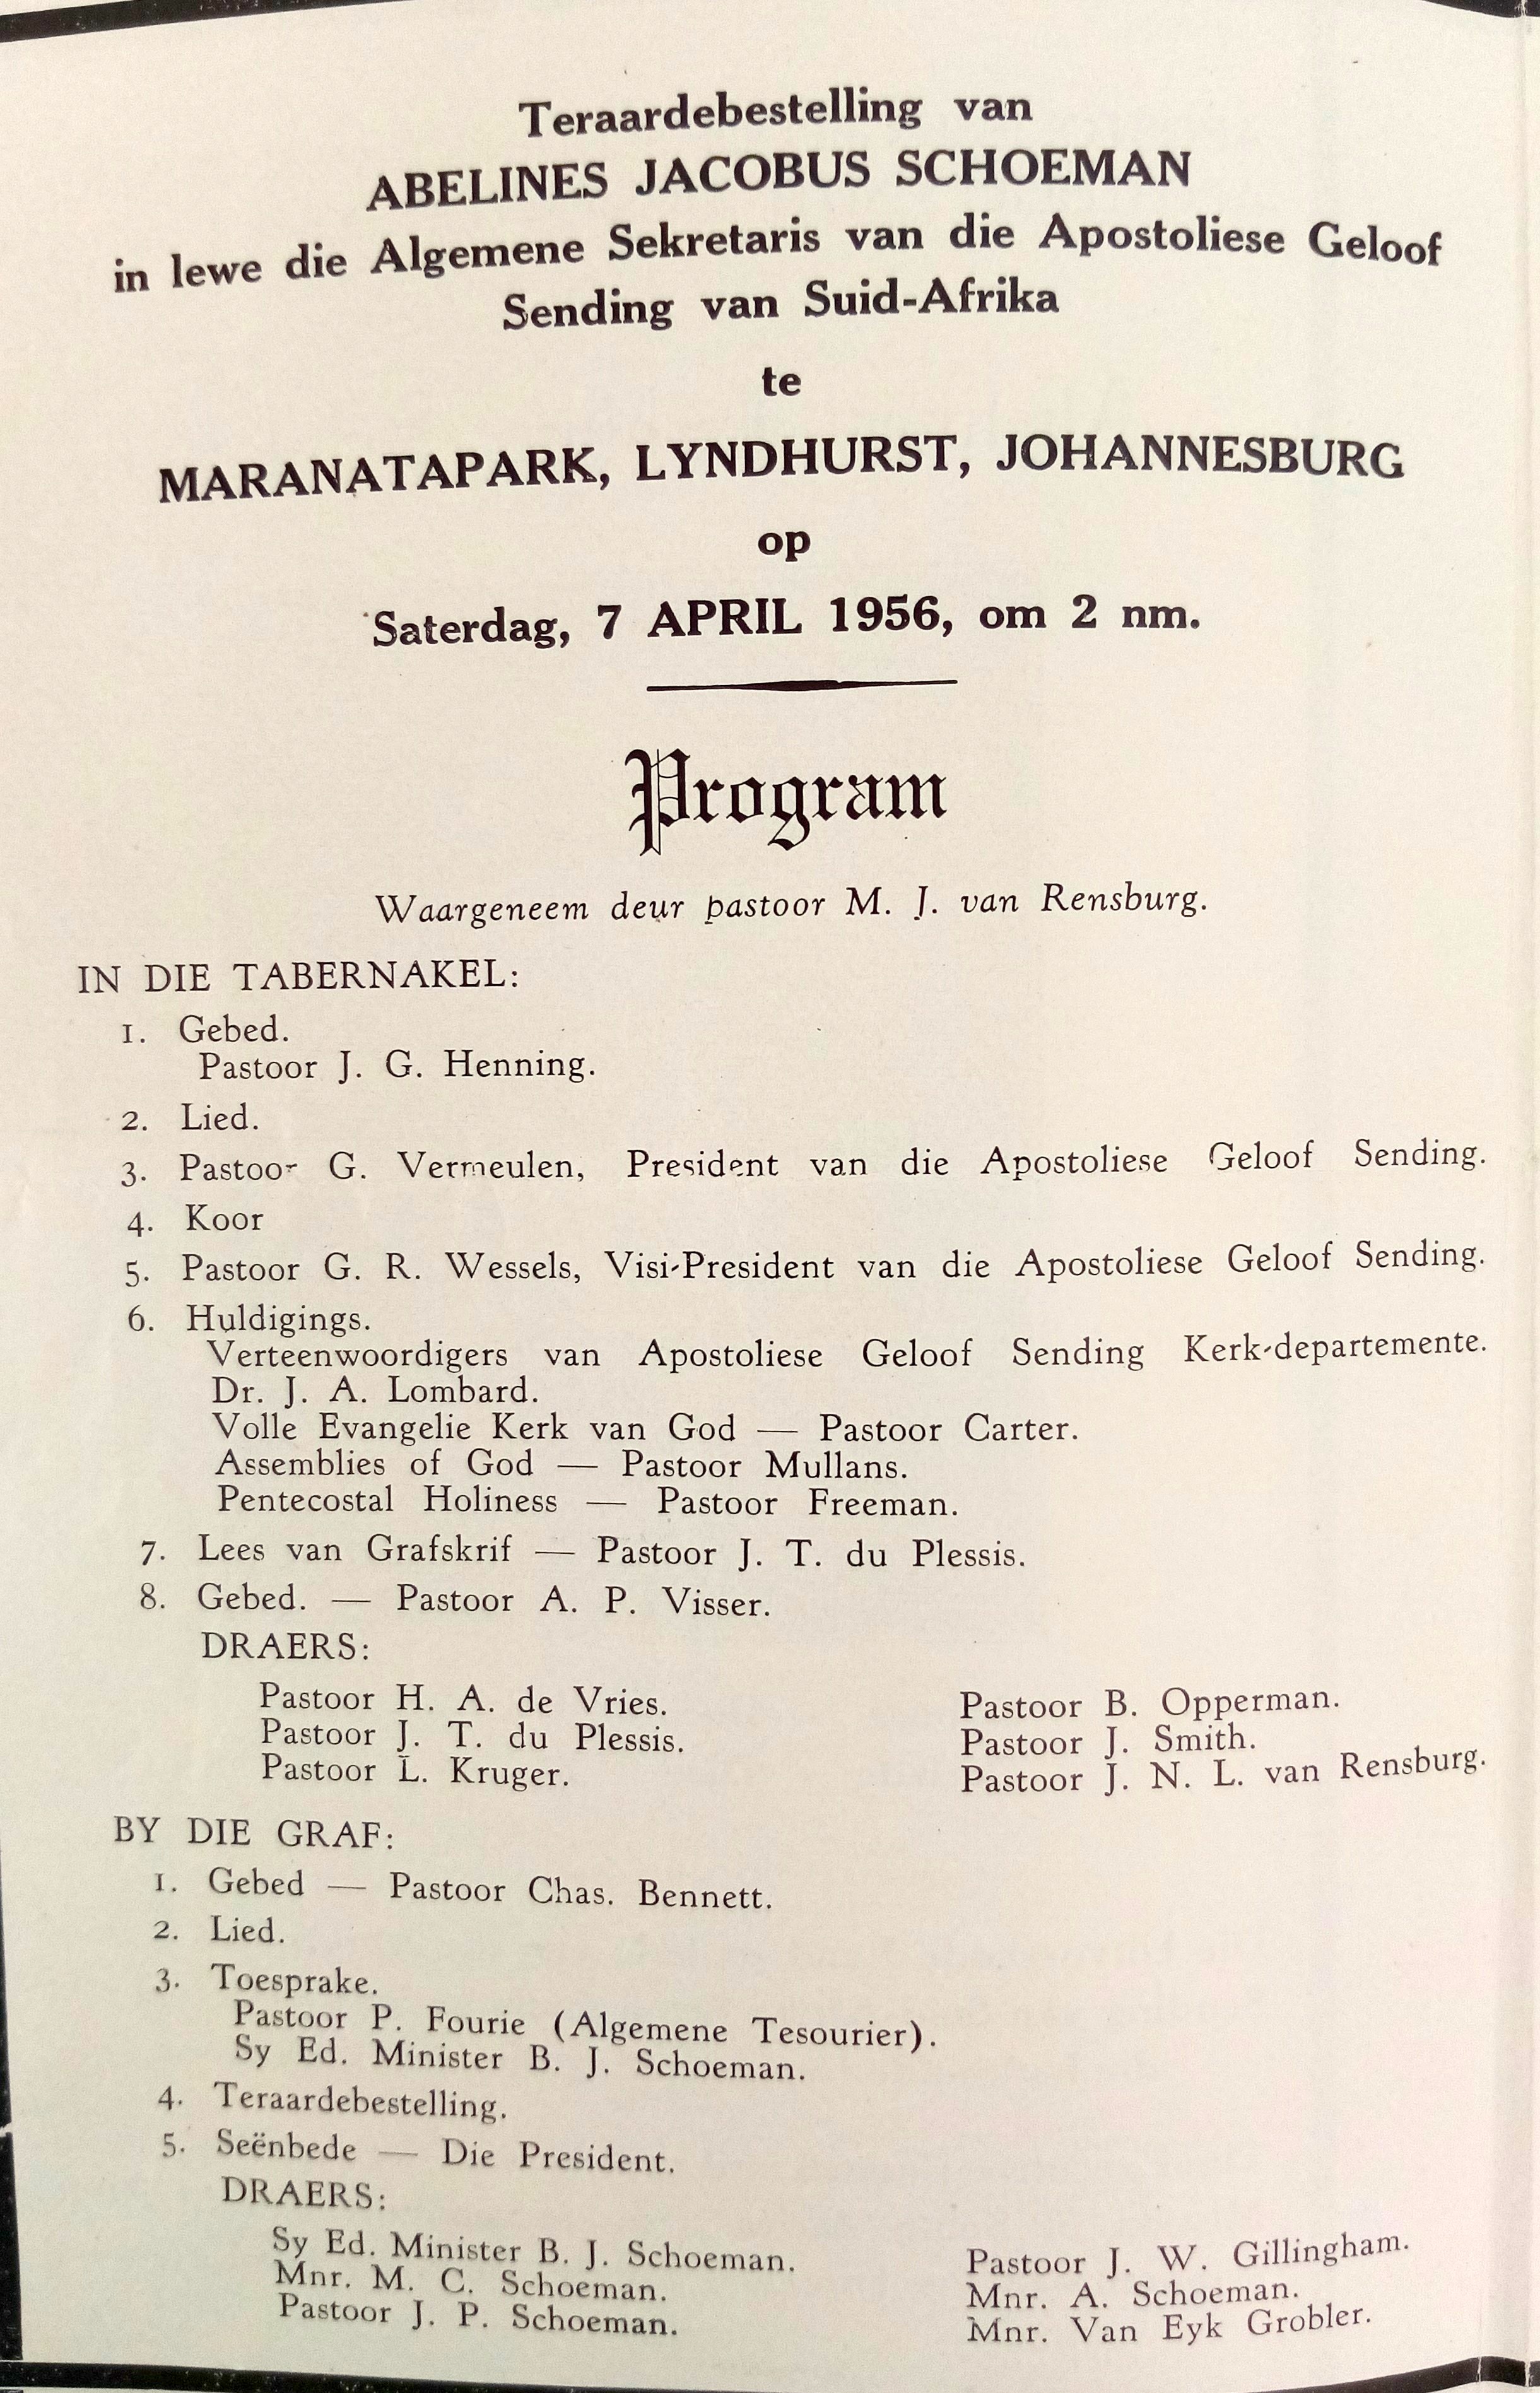 Teraardebestelling van
ABELINES JACOBUS SCHOEMAN
in lewe die Algemene Sekretaris van die Apostoliese Geloof
Sending van Suid-Afrika
te
MARANATAPARK, LYNDHURST, JOHANNESBURG
op
Saterdag, 7 APRIL 1956, om 2 nm.
Program
Waargeneem deur pastoor M. J. van Rensburg.
IN DIE TABERNAKEL:
1. Gebed.
Pastoor J. G. Henning.
2. Lied.
3. Pastoor G. Vermeulen, President van die Apostoliese Geloof Sending.
4. Koor
5. Pastoor G. R. Wessels, Visi-President van die Apostoliese Geloof Sending.
6. Huldigings.
Verteenwoordigers van Apostoliese Geloof Sending Kerk-departemente.
Dr. J. A. Lombard.
Volle Evangelie Kerk van God — Pastoor Carter.
Assemblies of God — Pastoor Mullans.
Pentecostal Holiness — Pastoor Freeman.
7. Lees van Grafskrif — Pastoor J. T. du Plessis.
8. Gebed. — Pastoor A. P. Visser.
DRAERS:
Pastoor H. A. de Vries. Pastoor B. Opperman.
Pastoor J. T. du Plessis. Pastoor J. Smith.
Pastoor L. Kruger. Pastoor J. N. L. van Rensburg.
BY DIE GRAF:
1. Gebed — Pastoor Chas. Bennett.
2. Lied.
3. Toesprake.
Pastoor P. Fourie (Algemene Tesourier).
Sy Ed. Minister B. J. Schoeman.
4. Teraardebestelling.
5. Seënbede — Die President.
DRAERS:
Sy Ed. Minister B. J. Schoeman. Pastoor J. W. Gillingham.
Mnr. M. C. Schoeman. Mnr. A. Schoeman.
Pastoor J. P. Schoeman. Mnr. Van Eyk Grobler.